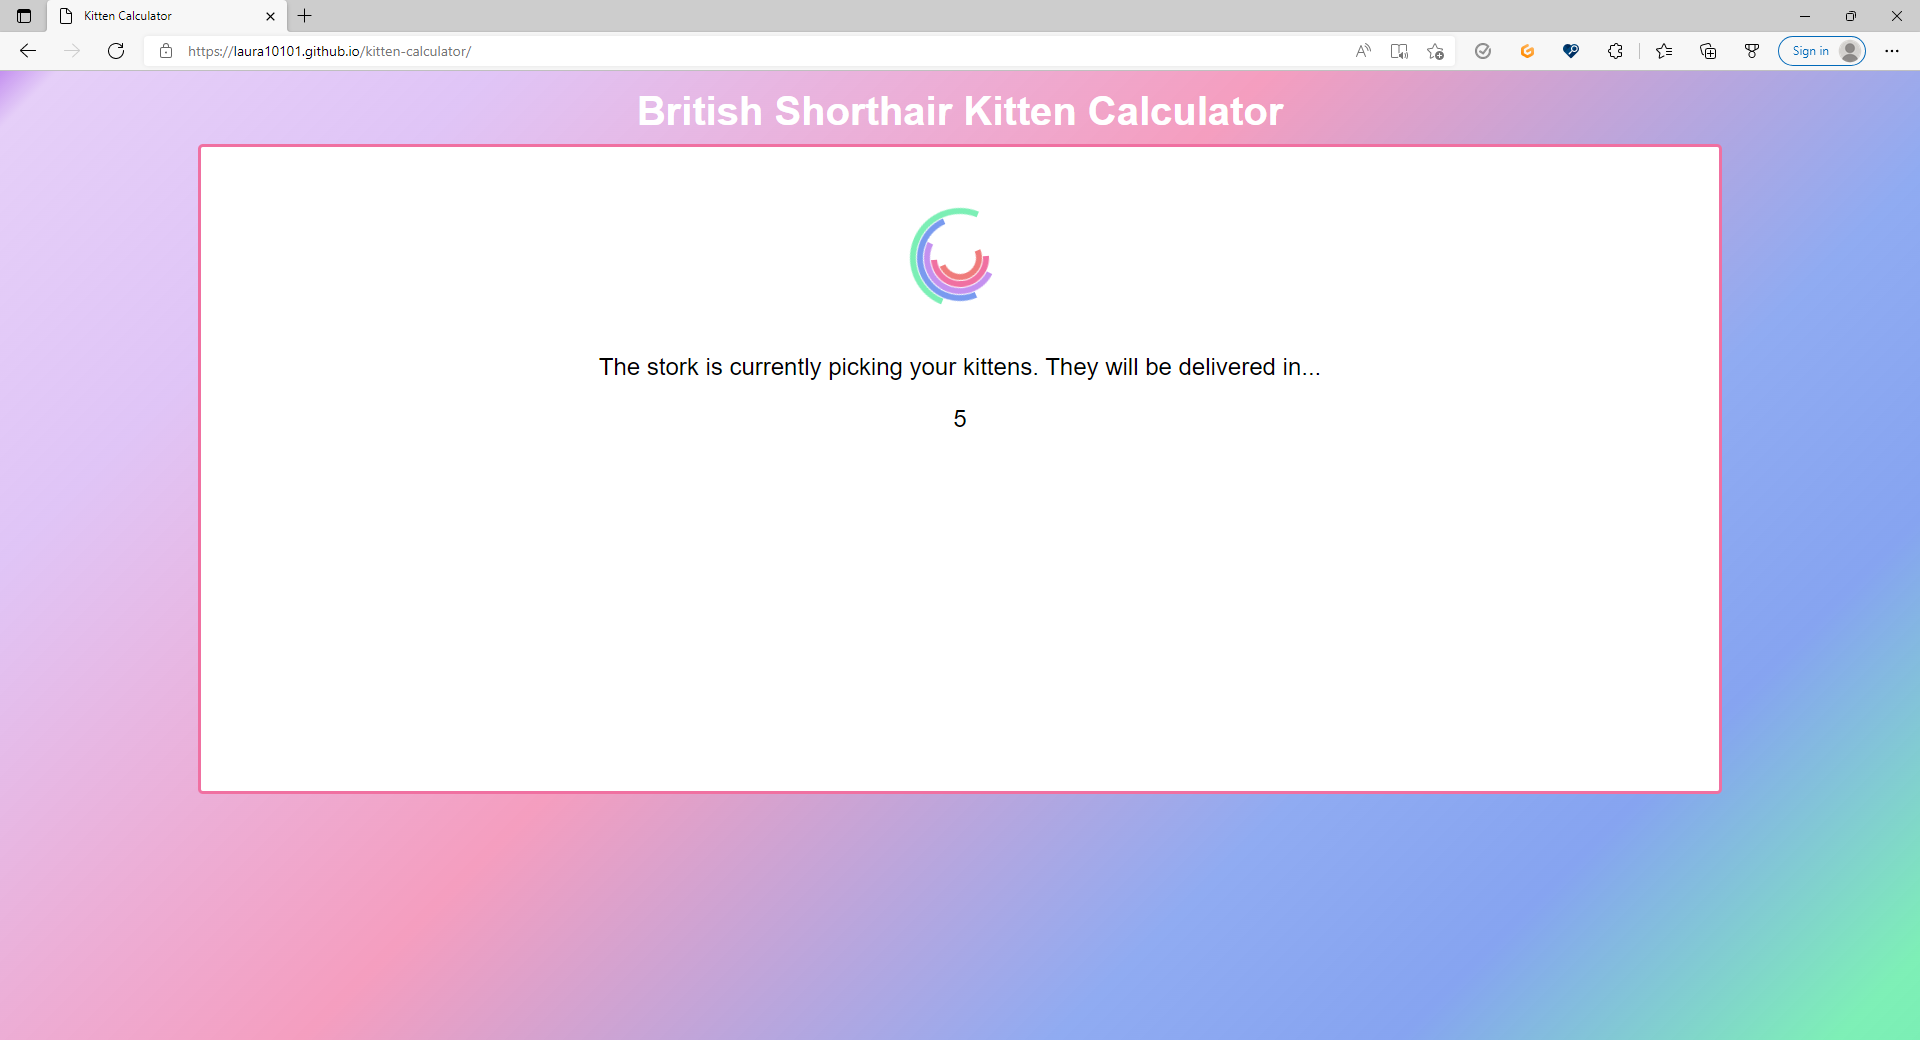 Kitten Calculator
https://laura10101.github.io/kitten-calculator/
Sign in
British Shorthair Kitten Calculator
The stork is currently picking your kittens. They will be delivered in...
5